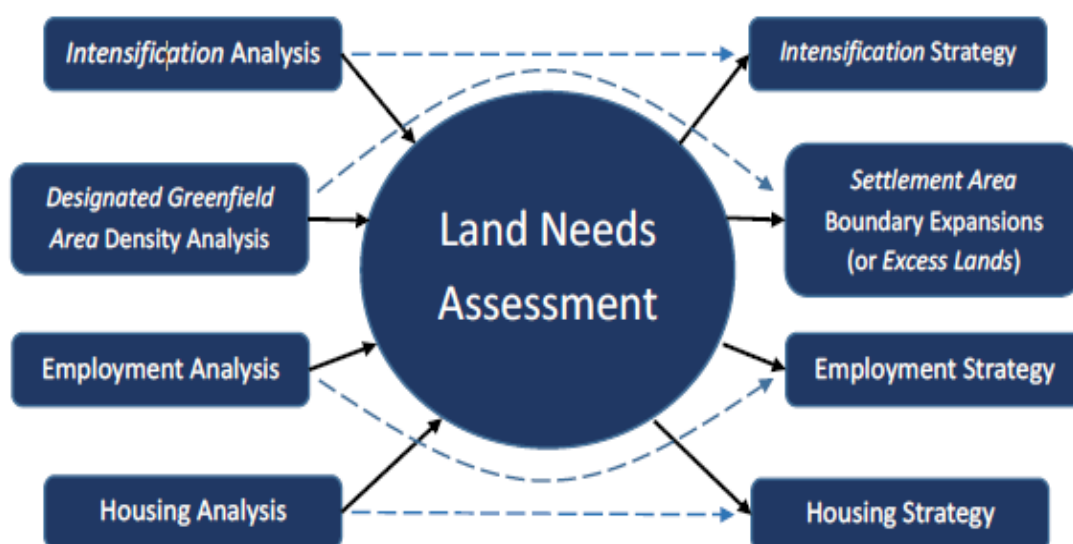 Intensification Analysis
Intensification Strategy
Designated Greenfield
Area Density Analysis
Land Needs
Assessment
Settlement Area
Boundary Expansions
(or Excess Lands)
Employment Analysis
Employment Strategy
Housing Analysis
Housing Strategy